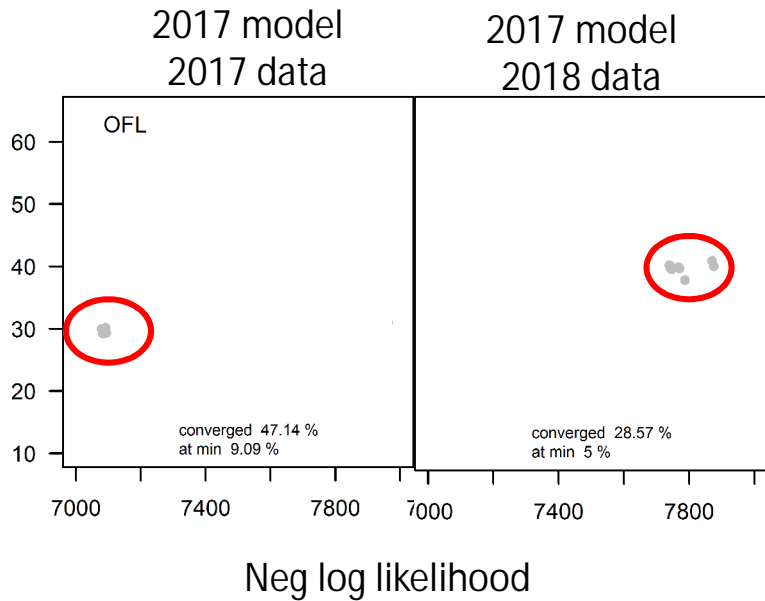 2017 model
2017 data
2017 model
2018 data
OFL
60
50
40
30
20
10
converged 47.14 %
at min 9.09 %
converged 28.57 %
at min 5 %
7000
7400
7800
7000
7400
7800
Neg log likelihood